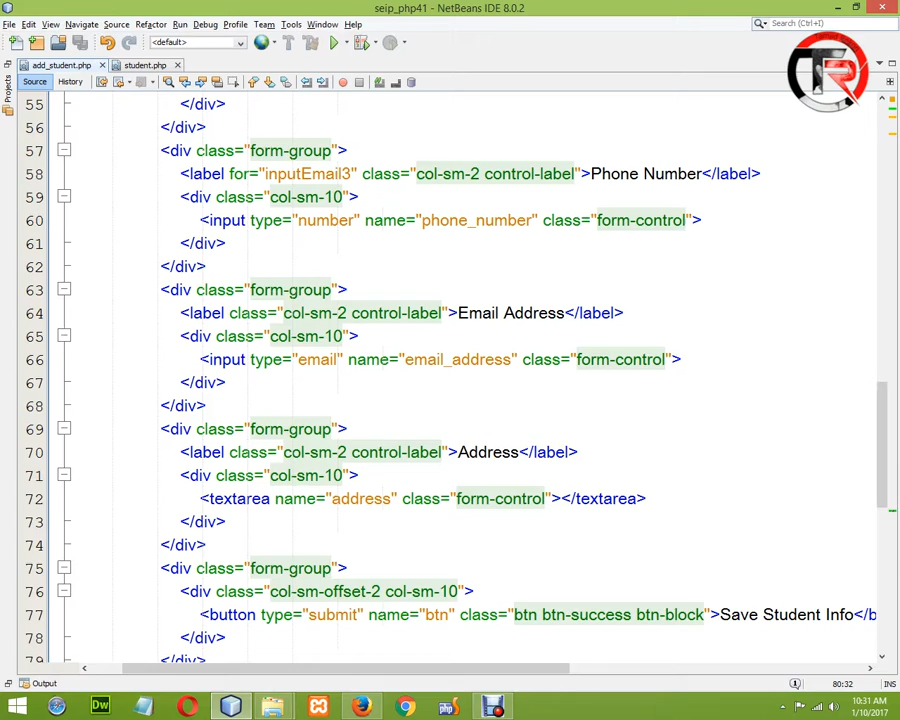 seip_php41 - NetBeans IDE 8.0.2
File Edit View Navigate Source Refactor Run Debug Profile Team Tools Window Help
Search (Ctrl+I)
<default>
add_student.php student.php
Source History
Projects
55 </div>
56 </div>
57 <div class="form-group">
58 <label for="inputEmail3" class="col-sm-2 control-label">Phone Number</label>
59 <div class="col-sm-10">
60 <input type="number" name="phone_number" class="form-control">
61 </div>
62 </div>
63 <div class="form-group">
64 <label class="col-sm-2 control-label">Email Address</label>
65 <div class="col-sm-10">
66 <input type="email" name="email_address" class="form-control">
67 </div>
68 </div>
69 <div class="form-group">
70 <label class="col-sm-2 control-label">Address</label>
71 <div class="col-sm-10">
72 <textarea name="address" class="form-control"></textarea>
73 </div>
74 </div>
75 <div class="form-group">
76 <div class="col-sm-offset-2 col-sm-10">
77 <button type="submit" name="btn" class="btn btn-success btn-block">Save Student Info</b
78 </div>
79 </div>
Output
80:32 INS
Dw
php
10:31 AM
1/10/2017
TR